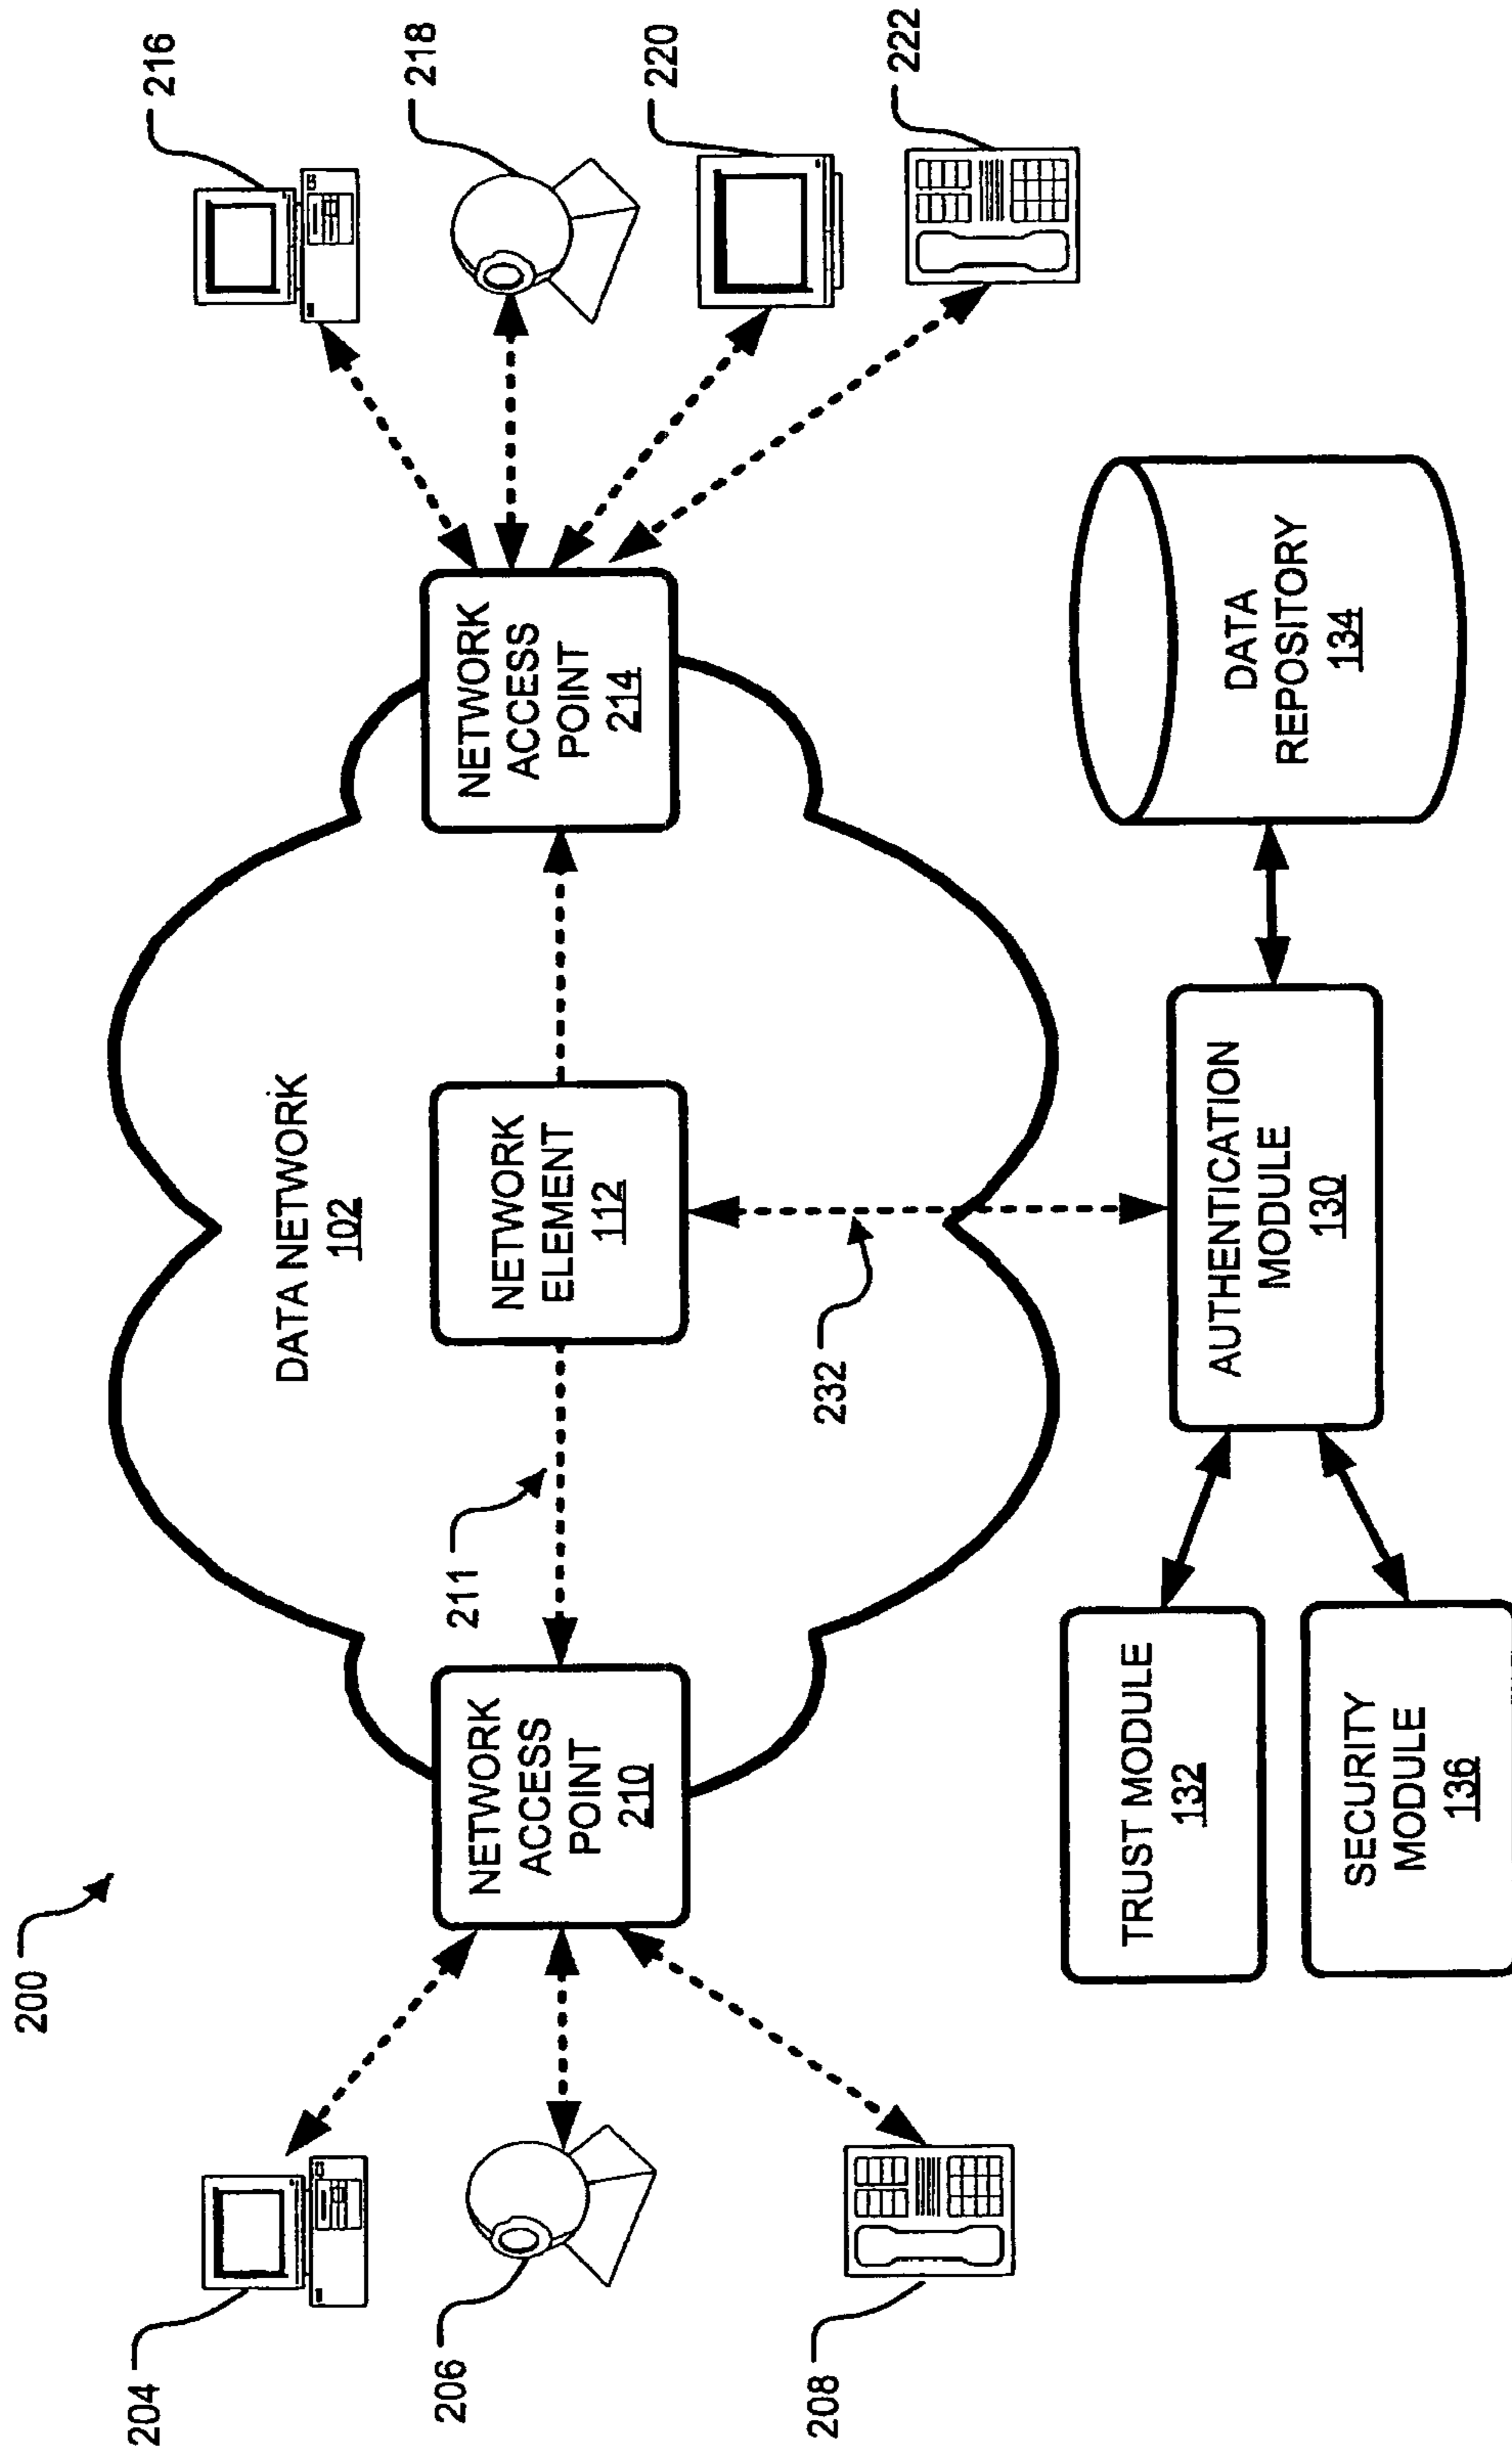 200
216
218
220
222
204
206
208
DATA NETWORK
102
211
232
NETWORK
ACCESS
POINT
210
NETWORK
ELEMENT
112
NETWORK
ACCESS
POINT
214
TRUST MODULE
132
SECURITY
MODULE
136
AUTHENTICATION
MODULE
130
DATA
REPOSITORY
134